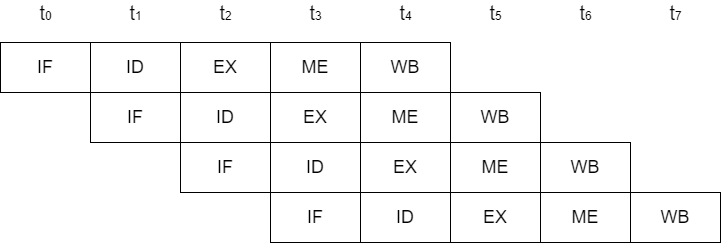 t₀ t₁ t₂ t₃ t₄ t₅ t₆ t₇
IF ID EX ME WB
IF ID EX ME WB
IF ID EX ME WB
IF ID EX ME WB